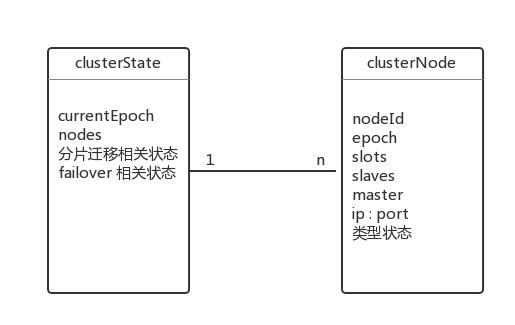 clusterState
currentEpoch
nodes
分片迁移相关状态
failover 相关状态
1
n
clusterNode
nodeId
epoch
slots
slaves
master
ip : port
类型状态